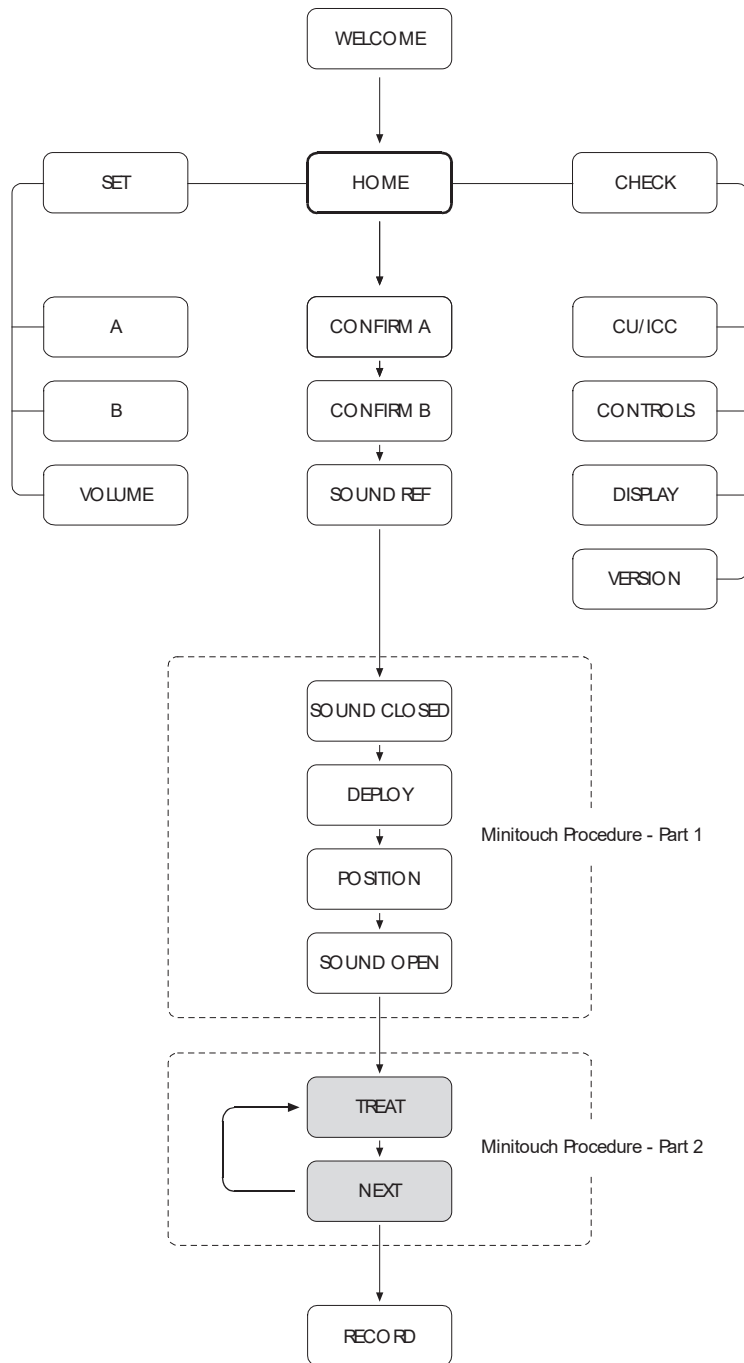 WELCOME
SET
HOME
CHECK
A
CONFIRM A
CU/ICC
B
CONFIRM B
CONTROLS
VOLUME
SOUND REF
DISPLAY
VERSION
SOUND CLOSED
DEPLOY
Minitouch Procedure - Part 1
POSITION
SOUND OPEN
TREAT
Minitouch Procedure - Part 2
NEXT
RECORD